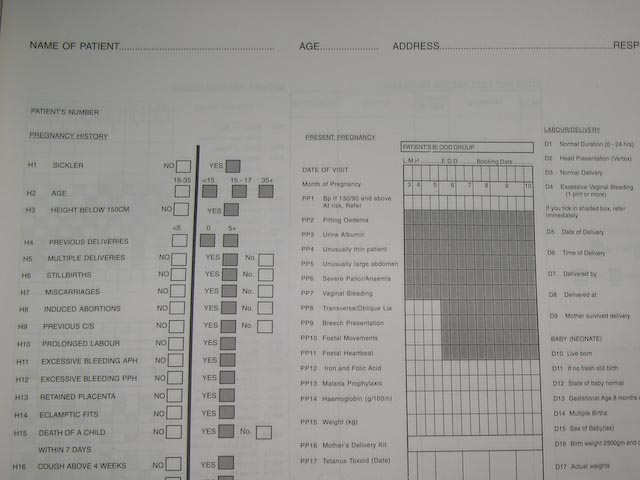 NAME OF PATIENT AGE ADDRESS RESP
PATIENT'S NUMBER
PREGNANCY HISTORY
H1 SICKLER NO YES
18-35 <15 15 - 17 35+
H2 AGE
H3 HEIGHT BELOW 150CM NO YES
<5 0 5+
H4 PREVIOUS DELIVERIES
H5 MULTIPLE DELIVERIES NO YES No.
H6 STILLBIRTHS NO YES No.
H7 MISCARRIAGES NO YES No.
H8 INDUCED ABORTIONS NO YES No.
H9 PREVIOUS C/S NO YES No.
H10 PROLONGED LABOUR NO YES
H11 EXCESSIVE BLEEDING APH NO YES
H12 EXCESSIVE BLEEDING PPH NO YES
H13 RETAINED PLACENTA NO YES
H14 ECLAMPTIC FITS NO YES
H15 DEATH OF A CHILD NO YES No.
WITHIN 7 DAYS
H16 COUGH ABOVE 4 WEEKS NO YES
PRESENT PREGNANCY
PATIENT'S BLOOD GROUP
L.M.P E.D.D. Booking Date
DATE OF VISIT
Month of Pregnancy 3 4 5 6 7 8 9 10
PP1 Bp If 130/90 and above
At risk, Refer
PP2 Pitting Oedema
PP3 Urine Albumin
PP4 Unusually thin patient
PP5 Unusually large abdomen
PP6 Severe Pallor/Anaemia
PP7 Vaginal Bleeding
PP8 Transverse/Oblique Lie
PP9 Breech Presentation
PP10 Foetal Movements
PP11 Foetal Heartbeat
PP12 Iron and Folic Acid
PP13 Malaria Prophylaxis
PP14 Haemoglobin (g/100m)
PP15 Weight (kg)
PP16 Mother's Delivery Kit
PP17 Tetanus Toxoid (Date)
LABOUR/DELIVERY
D1 Normal Duration (0 - 24 hrs)
D2 Head Presentation (Vertex)
D3 Normal Delivery
D4 Excessive Vaginal Bleeding
(1 pint or more)
If you tick in shaded box, refer
immediately
D5 Date of Delivery
D6 Time of Delivery
D7 Delivered by
D8 Delivered at
D9 Mother survived delivery
BABY (NEONATE)
D10 Live born
D11 If no fresh still birth
D12 State of baby normal
D13 Gestational Age 8 months
D14 Multiple Births
D15 Sex of Baby(ies)
D16 Birth weight 2500gm and
D17 Actual weights